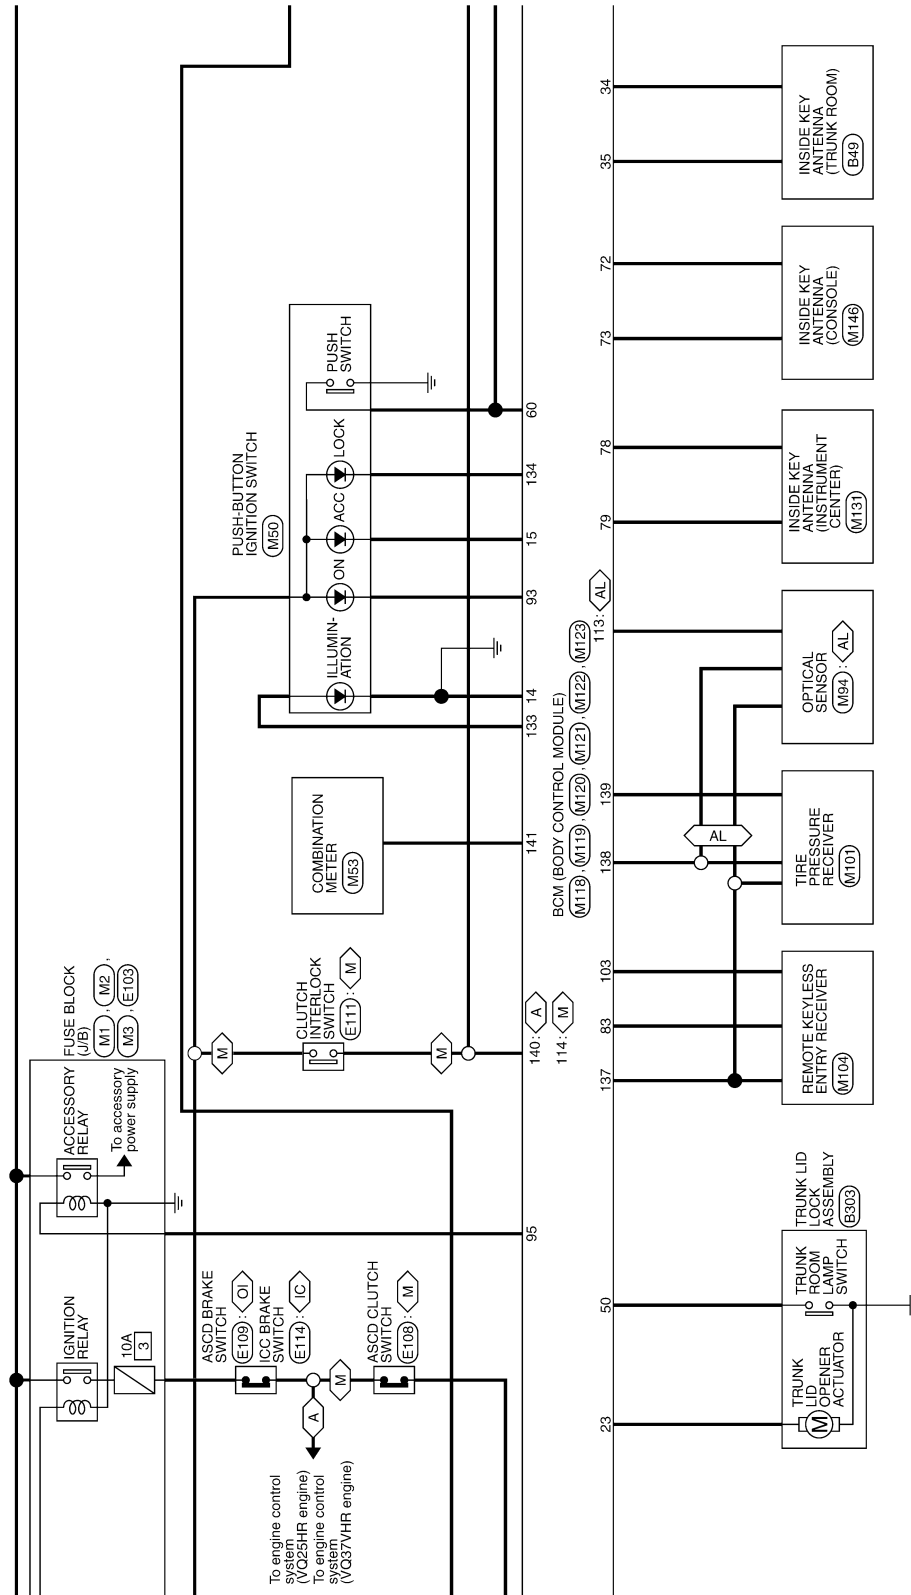 IGNITION
RELAY
10A
3
ACCESSORY
RELAY
To accessory
power supply
FUSE BLOCK
(J/B)
M1 , M2 ,
M3 , E103
ASCD BRAKE
SWITCH
E109 : OI
ICC BRAKE
SWITCH
E114 : IC
A
M
ASCD CLUTCH
SWITCH
E108 : M
To engine control
system
(VQ25HR engine)
To engine control
system
(VQ37VHR engine)
M
CLUTCH
INTERLOCK
SWITCH
E111 : M
M
COMBINATION
METER
M53
PUSH-BUTTON
IGNITION SWITCH
M50
ILLUMIN-
ATION
ON
ACC
LOCK
PUSH
SWITCH
95
140: A
114: M
141
133
14
93
15
134
60
BCM (BODY CONTROL MODULE)
M118 , M119 , M120 , M121 , M122 , M123
23
50
137
83
103
138
139
113: AL
79
78
73
72
35
34
AL
TRUNK
LID
OPENER
ACTUATOR
M
TRUNK
ROOM
LAMP
SWITCH
TRUNK LID
LOCK
ASSEMBLY
B303
REMOTE KEYLESS
ENTRY RECEIVER
M104
TIRE
PRESSURE
RECEIVER
M101
OPTICAL
SENSOR
M94 : AL
INSIDE KEY
ANTENNA
(INSTRUMENT
CENTER)
M131
INSIDE KEY
ANTENNA
(CONSOLE)
M146
INSIDE KEY
ANTENNA
(TRUNK ROOM)
B49